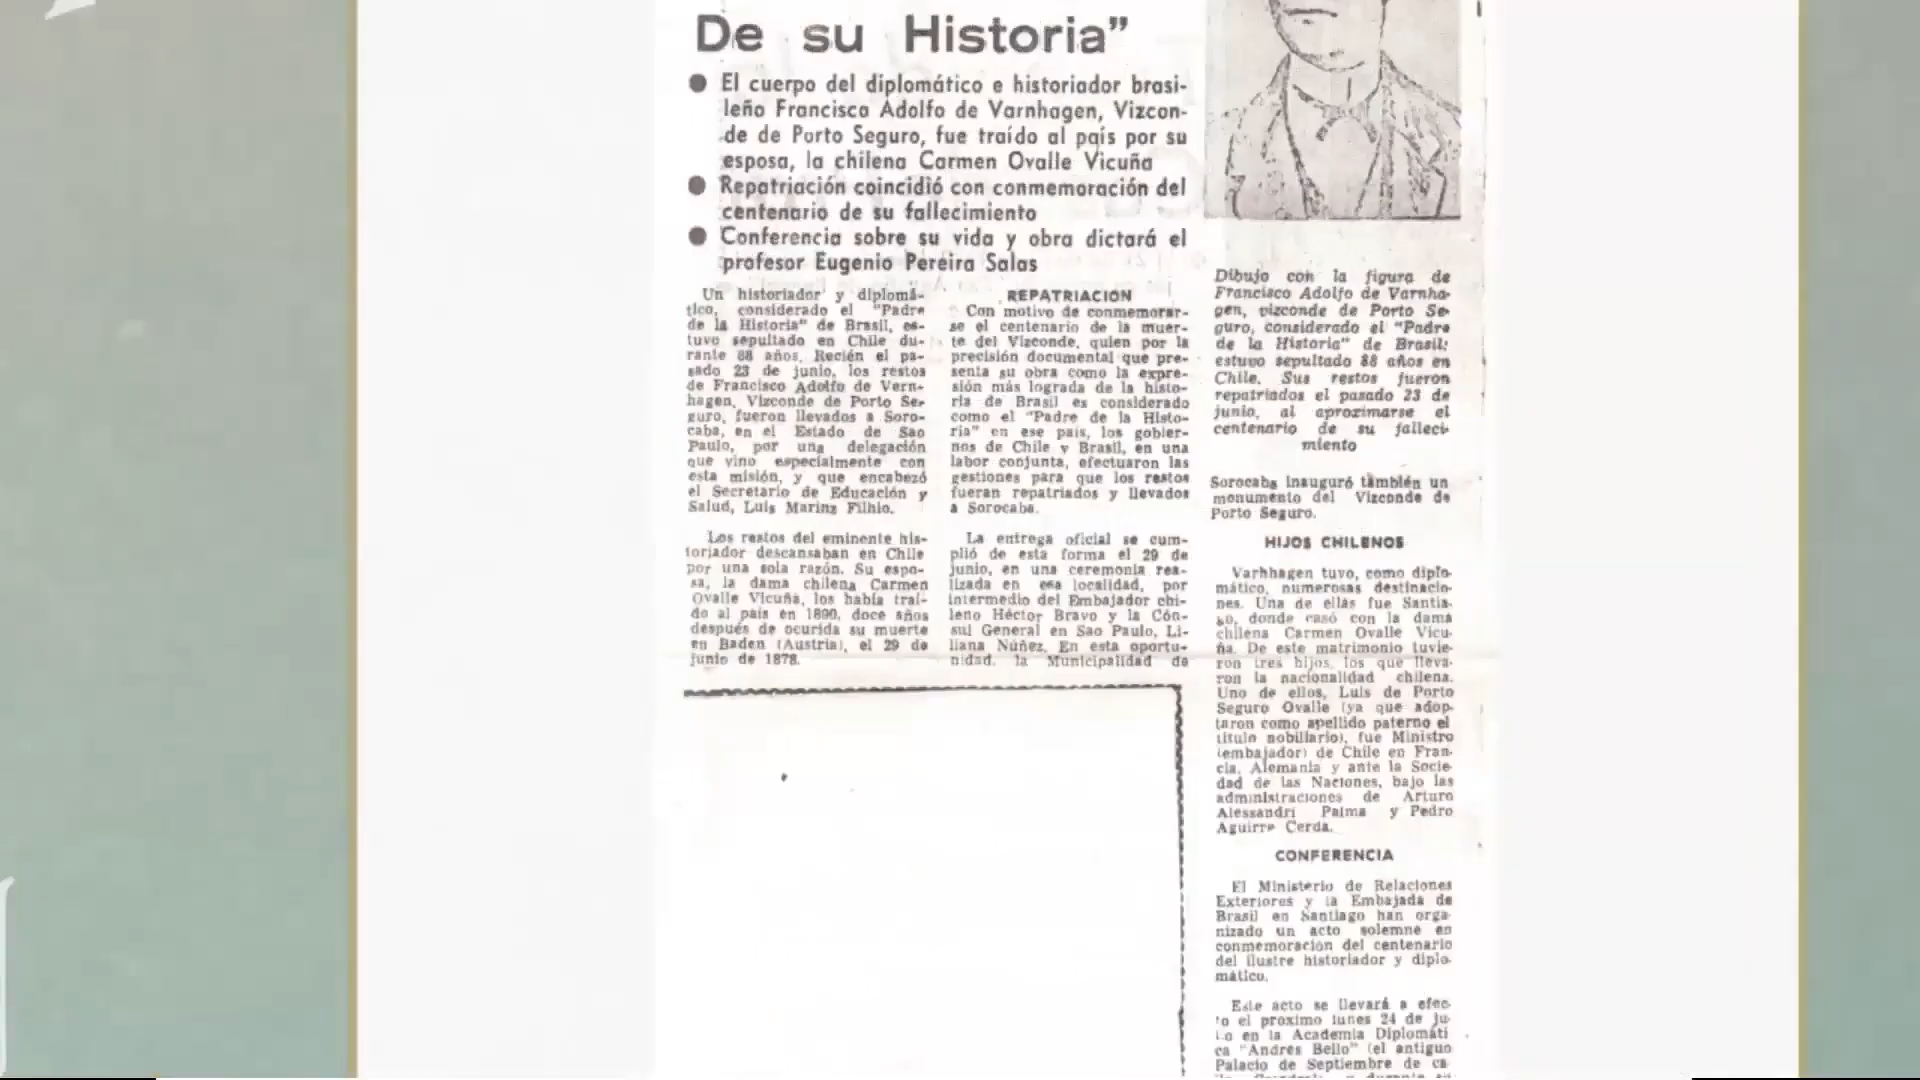 De su Historia”
● El cuerpo del diplomático e historiador brasi-
leño Francisco Adolfo de Varnhagen, Vizcon-
de de Porto Seguro, fue traído al país por su
esposa, la chilena Carmen Ovalle Vicuña
● Repatriación coincidió con conmemoración del
centenario de su fallecimiento
● Conferencia sobre su vida y obra dictará el
profesor Eugenio Pereira Salas
Un historiador y diplomá-
tico, considerado el "Padre
de la Historia" de Brasil, es-
tuvo sepultado en Chile du-
rante 88 años. Recién el pa-
sado 23 de junio, los restos
de Francisco Adolfo de Vern-
hagen, Vizconde de Porto Se-
guro, fueron llevados a Soro-
caba, en el Estado de Sao
Paulo, por una delegación
que vino especialmente con
esta misión, y que encabezó
el Secretario de Educación y
Salud, Luis Marinz Filhio.
Los restos del eminente his-
toriador descansaban en Chile
por una sola razón. Su espo-
sa, la dama chilena Carmen
Ovalle Vicuña, los había traí-
do al país en 1890, doce años
después de ocurida su muerte
en Baden (Austria), el 29 de
junio de 1878.
REPATRIACION
Con motivo de conmemorar-
se el centenario de la muer-
te del Vizconde, quien por la
precisión documental que pre-
senta su obra como la expre-
sión más lograda de la histo-
ria de Brasil es considerado
como el "Padre de la Histo-
ria" en ese país, los gobier-
nos de Chile y Brasil, en una
labor conjunta, efectuaron las
gestiones para que los restos
fueran repatriados y llevados
a Sorocaba.
La entrega oficial se cum-
plió de esta forma el 29 de
junio, en una ceremonia rea-
lizada en esa localidad, por
intermedio del Embajador chi-
leno Héctor Bravo y la Cón-
sul General en Sao Paulo, Li-
liana Núñez. En esta oportu-
nidad, la Municipalidad de
Dibujo con la figura de
Francisco Adolfo de Varnha-
gen, vizconde de Porto Se-
guro, considerado el "Padre
de la Historia" de Brasil;
estuvo sepultado 88 años en
Chile. Sus restos fueron
repatriados el pasado 23 de
junio, al aproximarse el
centenario de su falleci-
miento
Sorocaba inauguró también un
monumento del Vizconde de
Porto Seguro.
HIJOS CHILENOS
Varhhagen tuvo, como diplo-
mático, numerosas destinacio-
nes. Una de ellas fue Santia-
go, donde casó con la dama
chilena Carmen Ovalle Vicu-
ña. De este matrimonio tuvie-
ron tres hijos, los que lleva-
ron la nacionalidad chilena.
Uno de ellos, Luis de Porto
Seguro Ovalle (ya que adop-
taron como apellido paterno el
título nobiliario), fue Ministro
(embajador) de Chile en Fran-
cia, Alemania y ante la Socie-
dad de las Naciones, bajo las
administraciones de Arturo
Alessandri Palma y Pedro
Aguirre Cerda.
CONFERENCIA
El Ministerio de Relaciones
Exteriores y la Embajada de
Brasil en Santiago han orga-
nizado un acto solemne en
conmemoración del centenario
del ilustre historiador y diplo-
mático.
Este acto se llevará a efec-
to el próximo lunes 24 de ju-
lio en la Academia Diplomáti-
ca "Andres Bello" (el antiguo
Palacio de Septiembre de ca-